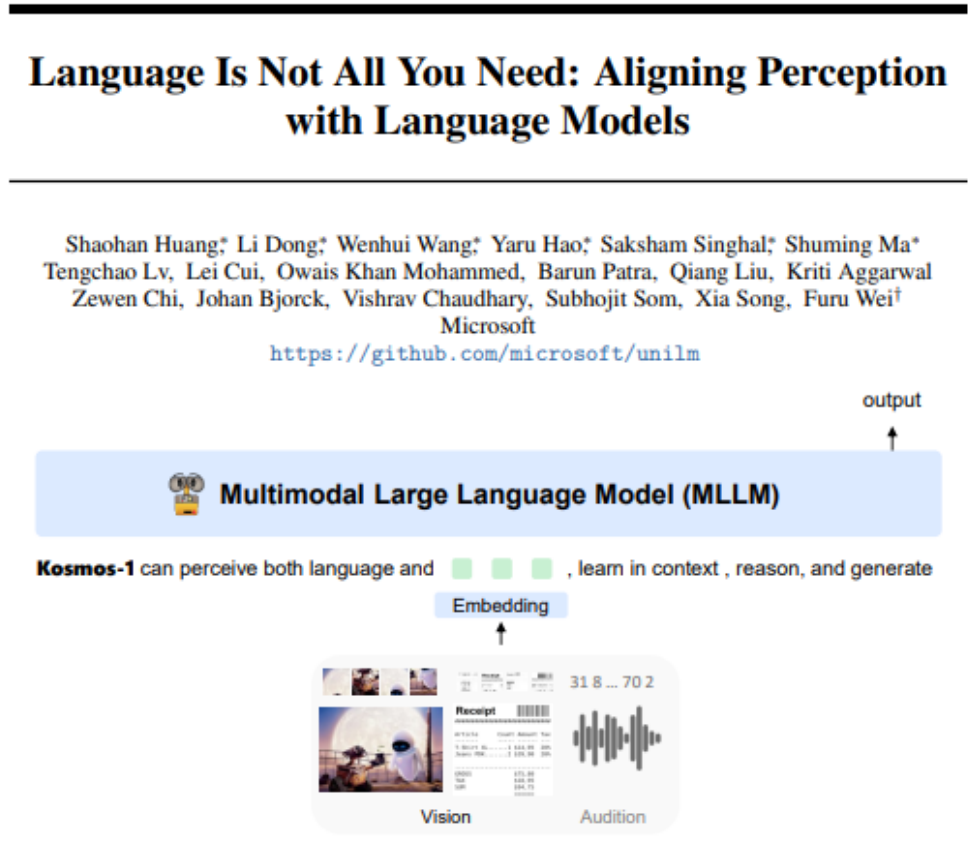 Language Is Not All You Need: Aligning Perception
with Language Models
Shaohan Huang,* Li Dong,* Wenhui Wang,* Yaru Hao,* Saksham Singhal,* Shuming Ma*
Tengchao Lv, Lei Cui, Owais Khan Mohammed, Barun Patra, Qiang Liu, Kriti Aggarwal
Zewen Chi, Johan Bjorck, Vishrav Chaudhary, Subhojit Som, Xia Song, Furu Wei†
Microsoft
https://github.com/microsoft/unilm
output
Multimodal Large Language Model (MLLM)
Kosmos-1 can perceive both language and , learn in context , reason, and generate
Embedding
31 8 ... 70 2
Receipt
Vision
Audition